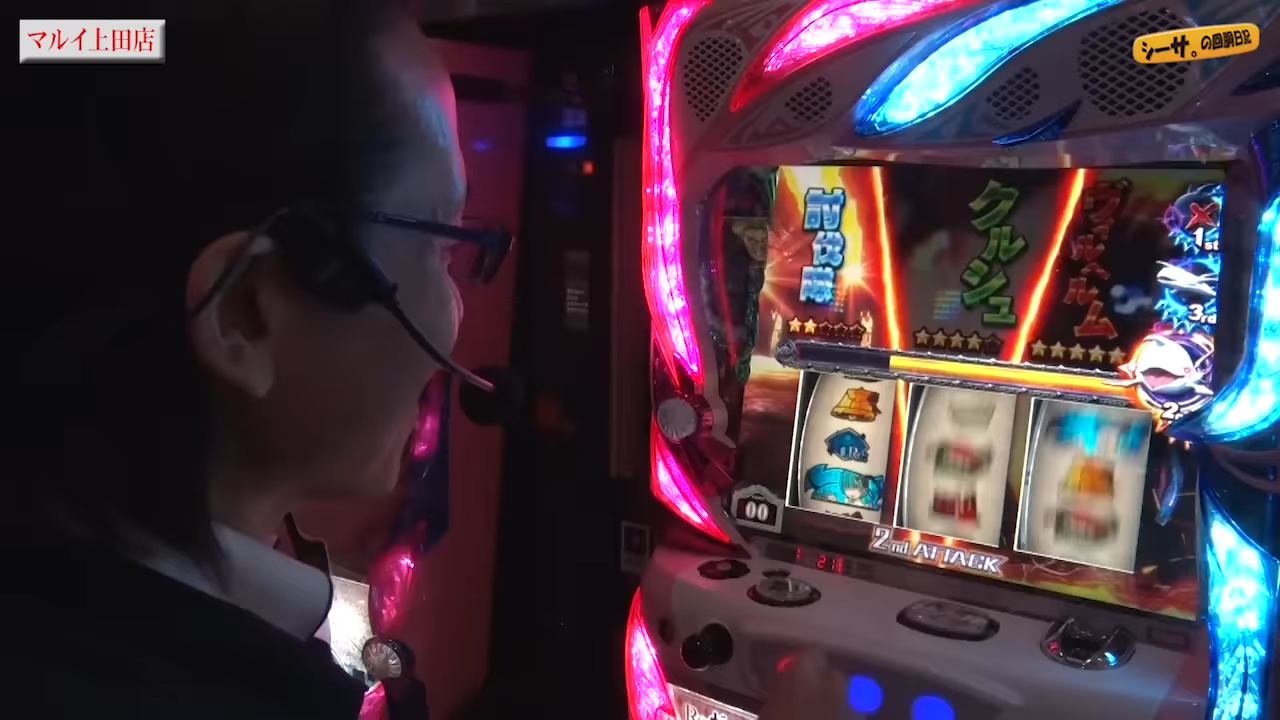 マルイ上田店
シーサ。の回胴日記
討伐隊
クルシュ
ヴィルヘルム
1st
3rd
2nd
00
2nd ATTACK